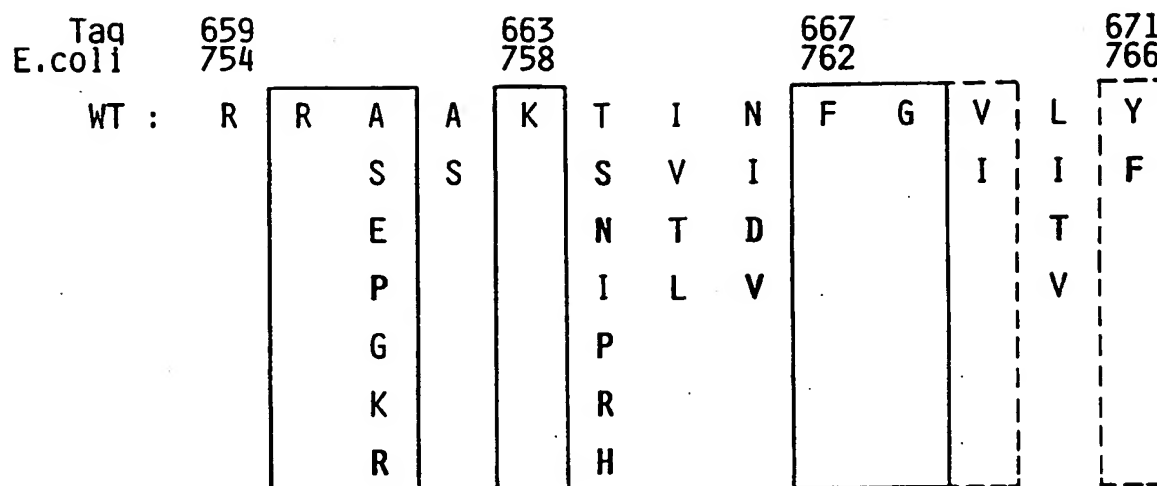 Taq 659 663 667 671
E.coli 754 758 762 766
WT : R R A A K T I N F G V L Y
S S S V I I I F
E N T D T
P I L V V
G P
K R
R H